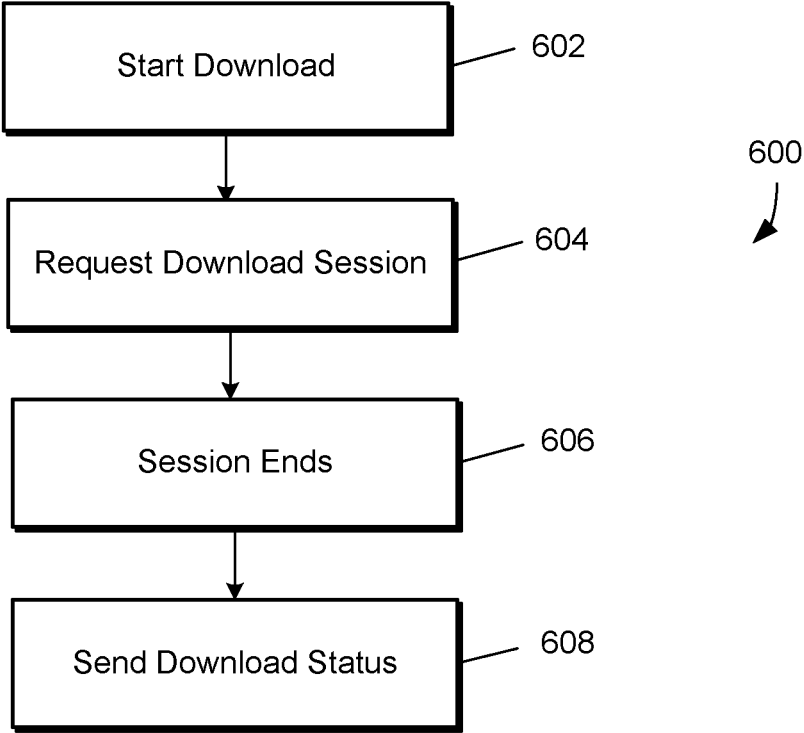 Start Download
602
600
Request Download Session
604
Session Ends
606
Send Download Status
608